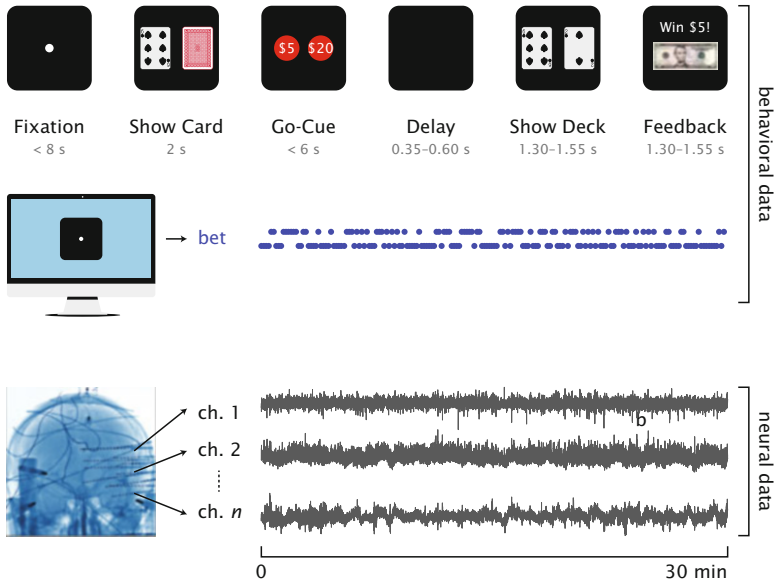 Win $5!
$5 $20
Fixation Show Card Go-Cue Delay Show Deck Feedback
< 8 s 2 s < 6 s 0.35–0.60 s 1.30–1.55 s 1.30–1.55 s
behavioral data
bet
ch. 1
b
ch. 2
ch. n
neural data
0 30 min